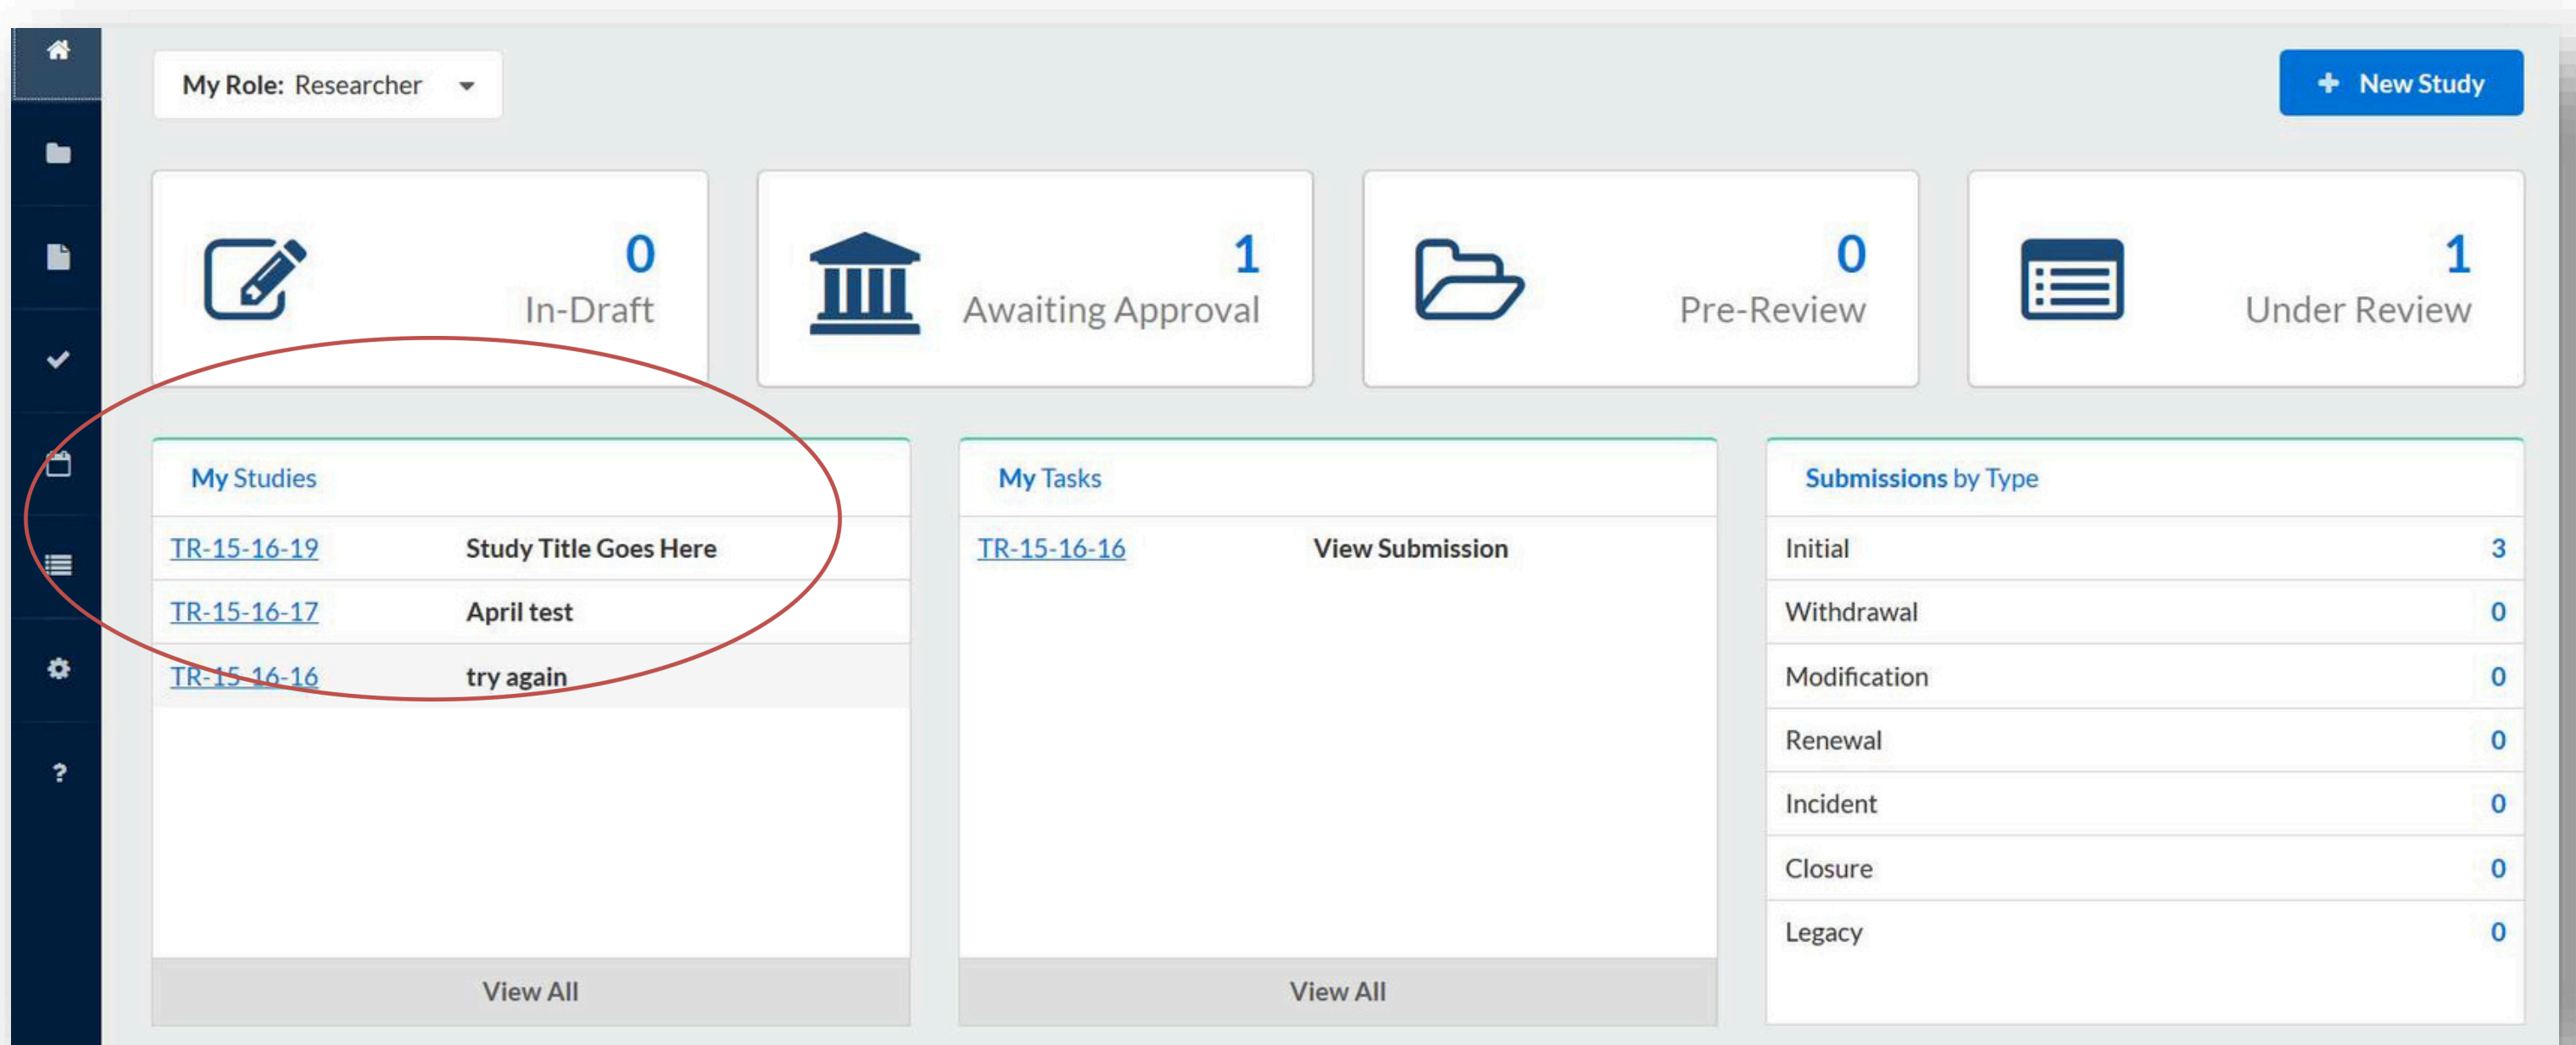 My Role: Researcher
+ New Study
0
In-Draft
1
Awaiting Approval
0
Pre-Review
1
Under Review
My Studies
TR-15-16-19 Study Title Goes Here
TR-15-16-17 April test
TR-15-16-16 try again
View All
My Tasks
TR-15-16-16 View Submission
View All
Submissions by Type
Initial 3
Withdrawal 0
Modification 0
Renewal 0
Incident 0
Closure 0
Legacy 0
?